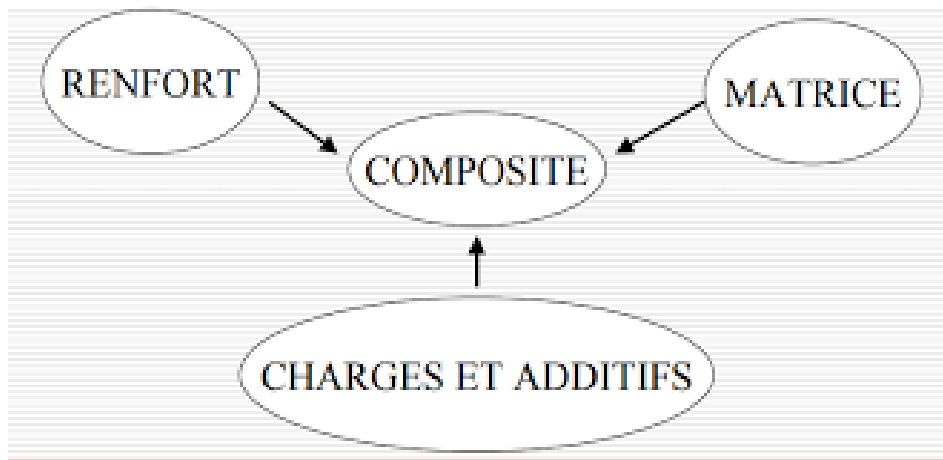 RENFORT
MATRICE
COMPOSITE
CHARGES ET ADDITIFS